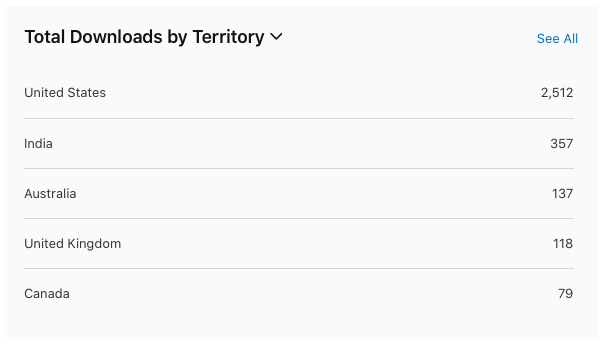 Total Downloads by Territory
See All
United States 2,512
India 357
Australia 137
United Kingdom 118
Canada 79